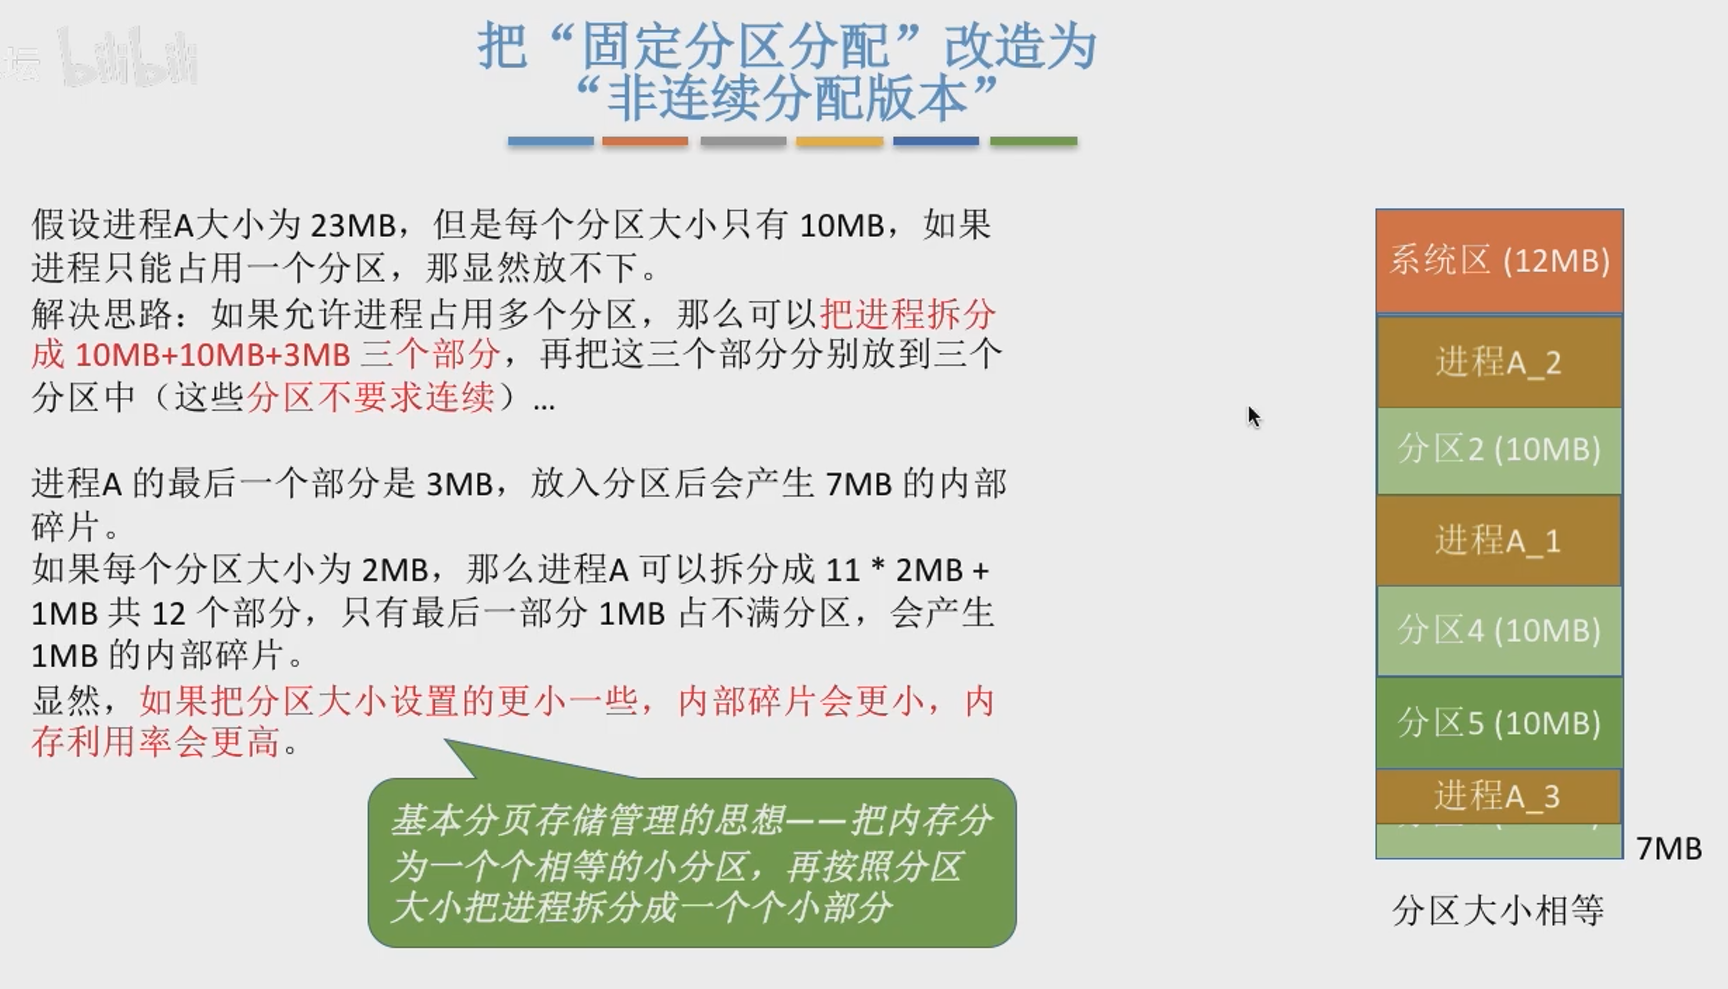 坛 bilibili
把“固定分区分配”改造为
“非连续分配版本”
假设进程A大小为 23MB，但是每个分区大小只有 10MB，如果
进程只能占用一个分区，那显然放不下。
解决思路：如果允许进程占用多个分区，那么可以把进程拆分
成 10MB+10MB+3MB 三个部分，再把这三个部分分别放到三个
分区中（这些分区不要求连续）...
进程A 的最后一个部分是 3MB，放入分区后会产生 7MB 的内部
碎片。
如果每个分区大小为 2MB，那么进程A 可以拆分成 11 * 2MB +
1MB 共 12 个部分，只有最后一部分 1MB 占不满分区，会产生
1MB 的内部碎片。
显然，如果把分区大小设置的更小一些，内部碎片会更小，内
存利用率会更高。
基本分页存储管理的思想——把内存分
为一个个相等的小分区，再按照分区
大小把进程拆分成一个个小部分
系统区 (12MB)
进程A_2
分区2 (10MB)
进程A_1
分区4 (10MB)
分区5 (10MB)
进程A_3
7MB
分区大小相等